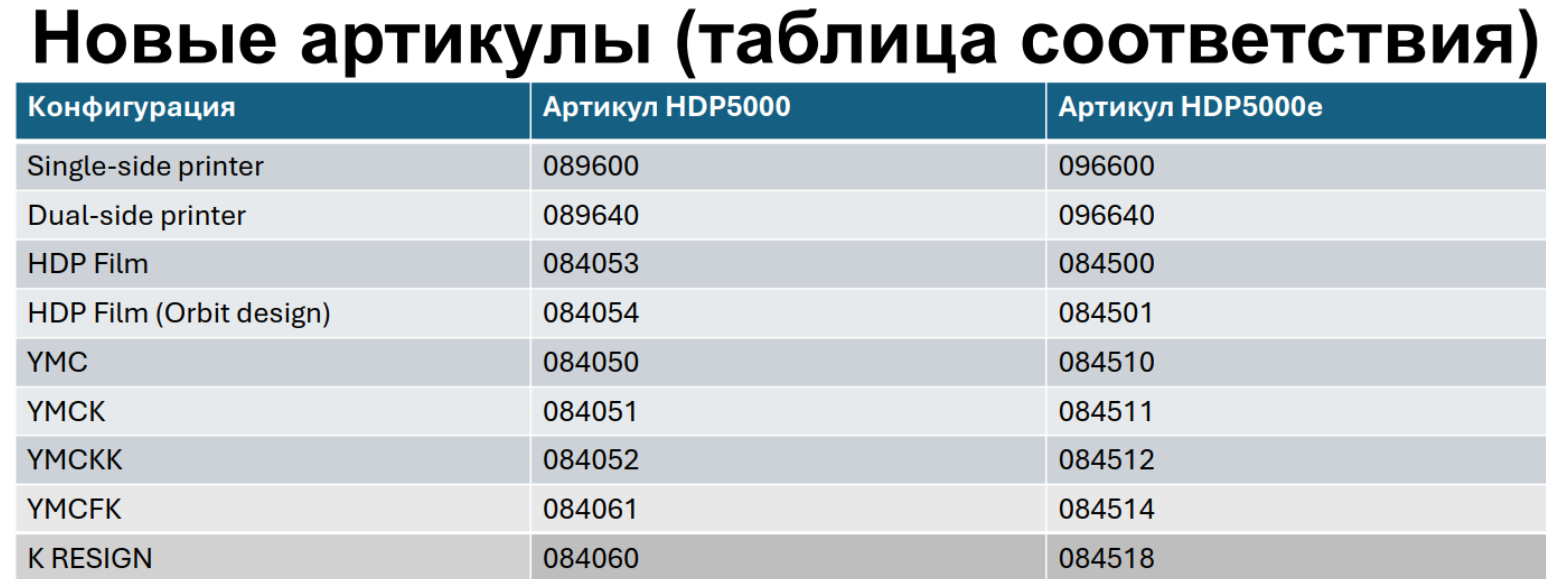 Новые артикулы (таблица соответствия)
Конфигурация Артикул HDP5000 Артикул HDP5000e
Single-side printer 089600 096600
Dual-side printer 089640 096640
HDP Film 084053 084500
HDP Film (Orbit design) 084054 084501
YMC 084050 084510
YMCK 084051 084511
YMCKK 084052 084512
YMCFK 084061 084514
K RESIGN 084060 084518